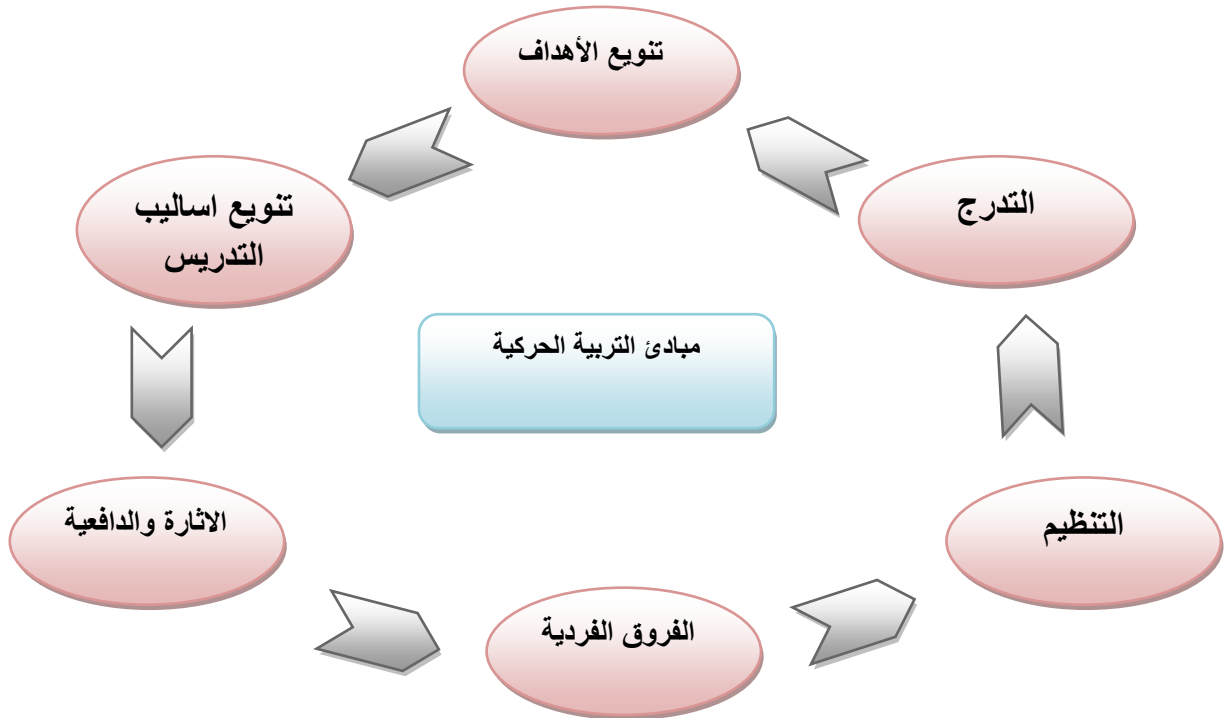 تنويع الأهداف
التدرج
تنويع اساليب
التدريس
مبادئ التربية الحركية
التنظيم
الاثارة والدافعية
الفروق الفردية